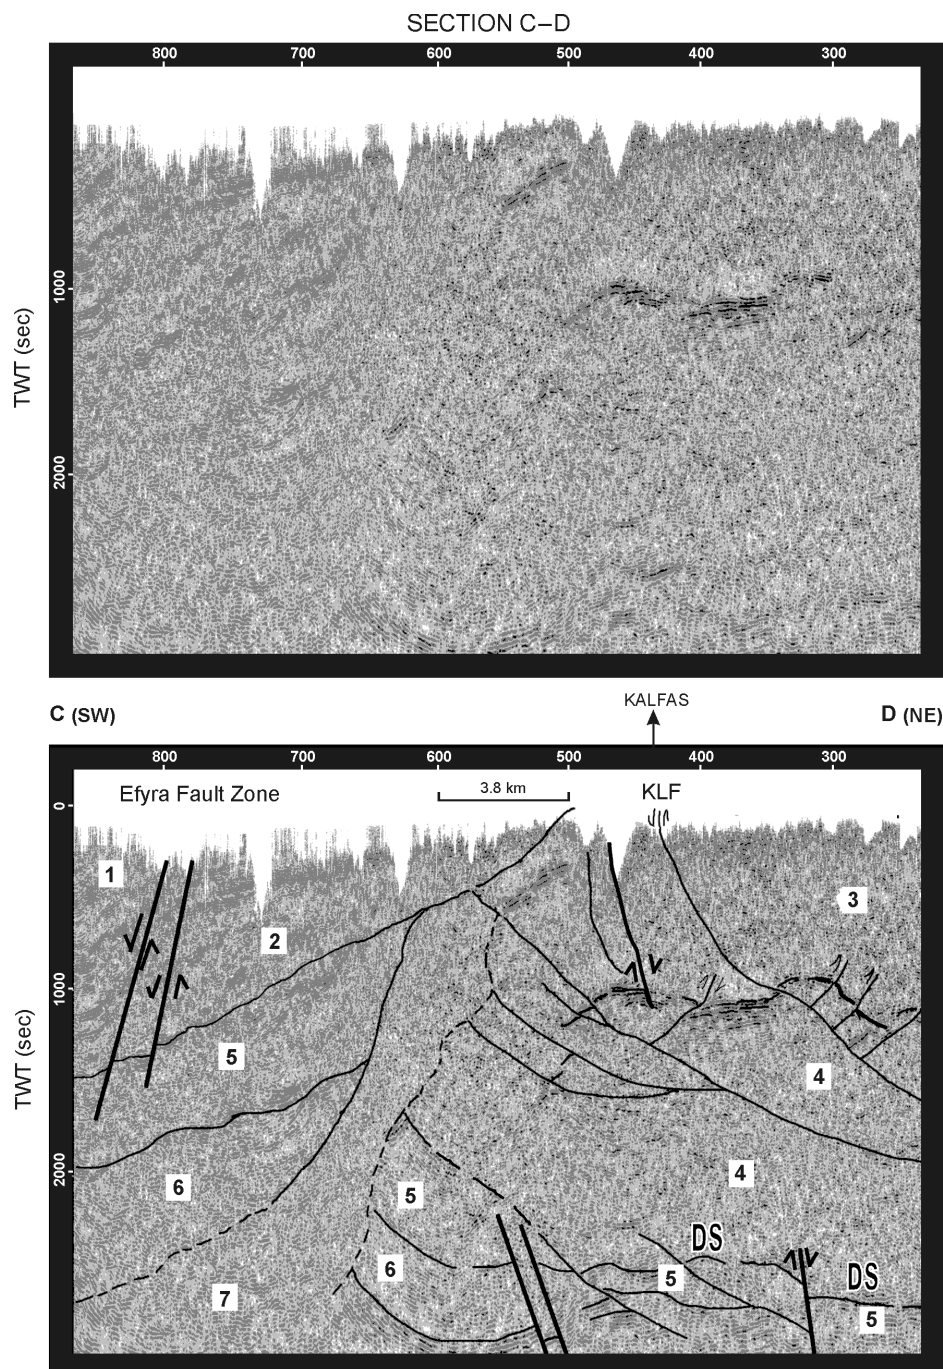 SECTION C–D
800 700 600 500 400 300
1000
2000
TWT (sec)
KALFAS
C (SW)
D (NE)
800 700 600 500 400 300
Efyra Fault Zone
3.8 km
KLF
0
1000
2000
TWT (sec)
1
2
3
5
4
4
6
5
6
7
DS
5
DS
5